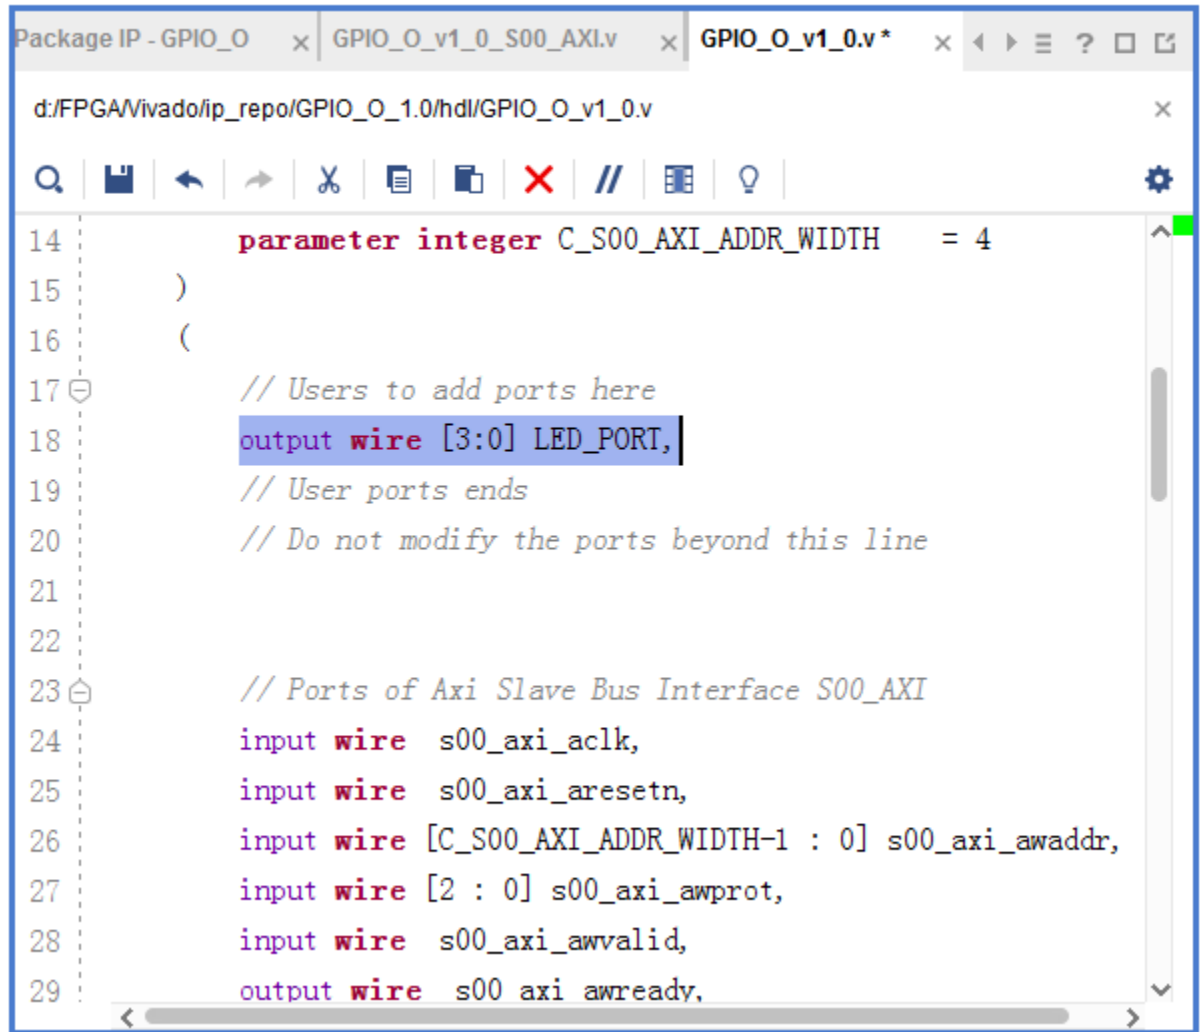 Package IP - GPIO_O × GPIO_O_v1_0_S00_AXI.v × GPIO_O_v1_0.v * ×
d:/FPGA/Vivado/ip_repo/GPIO_O_1.0/hdl/GPIO_O_v1_0.v ×
14 parameter integer C_S00_AXI_ADDR_WIDTH = 4
15 )
16 (
17 // Users to add ports here
18 output wire [3:0] LED_PORT,
19 // User ports ends
20 // Do not modify the ports beyond this line
21
22
23 // Ports of Axi Slave Bus Interface S00_AXI
24 input wire s00_axi_aclk,
25 input wire s00_axi_aresetn,
26 input wire [C_S00_AXI_ADDR_WIDTH-1 : 0] s00_axi_awaddr,
27 input wire [2 : 0] s00_axi_awprot,
28 input wire s00_axi_awvalid,
29 output wire s00_axi_awready,